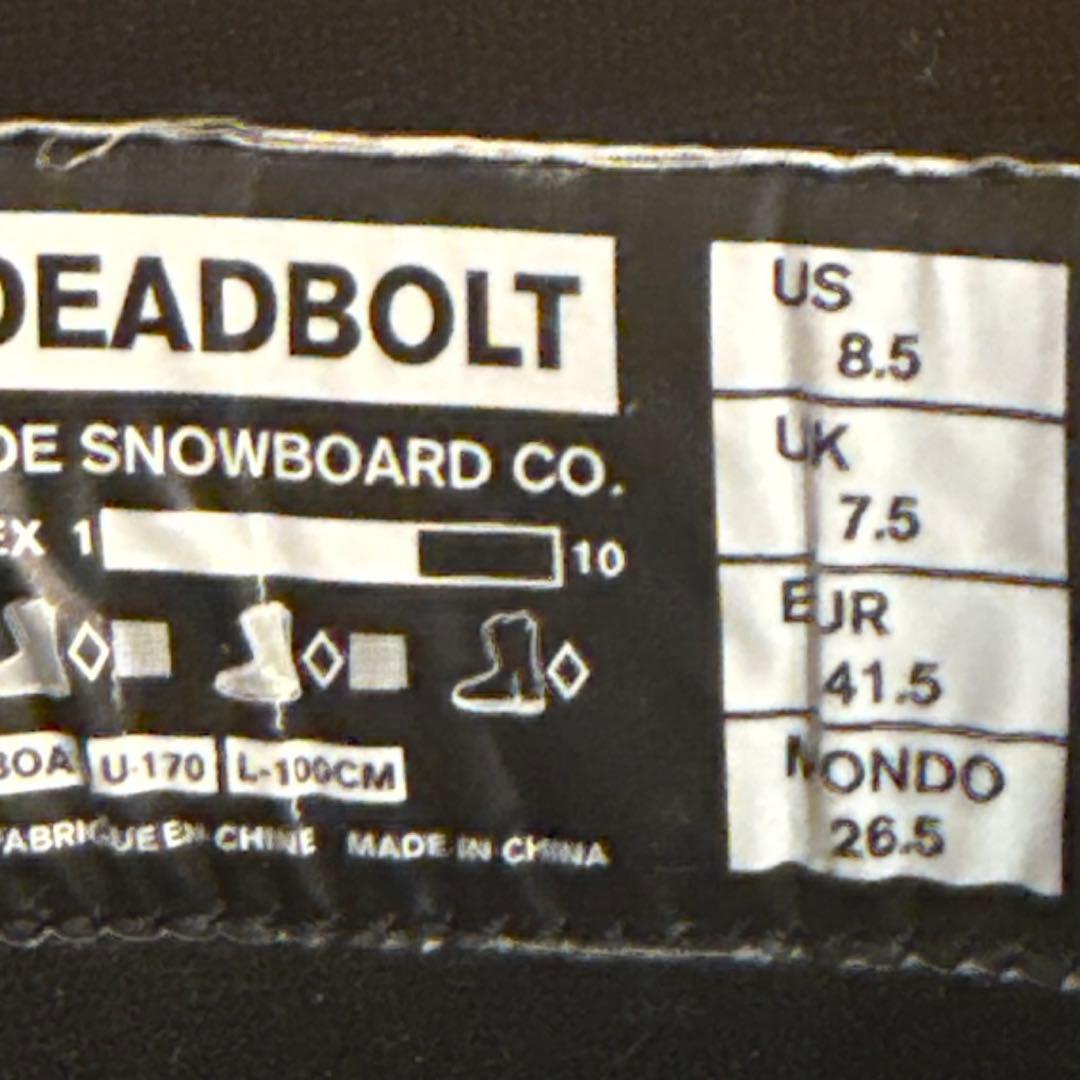 DEADBOLT
DE SNOWBOARD CO.
EX 1 10
BOA U-170 L-100CM
FABRIQUE EN CHINE MADE IN CHINA
US
8.5
UK
7.5
EUR
41.5
MONDO
26.5